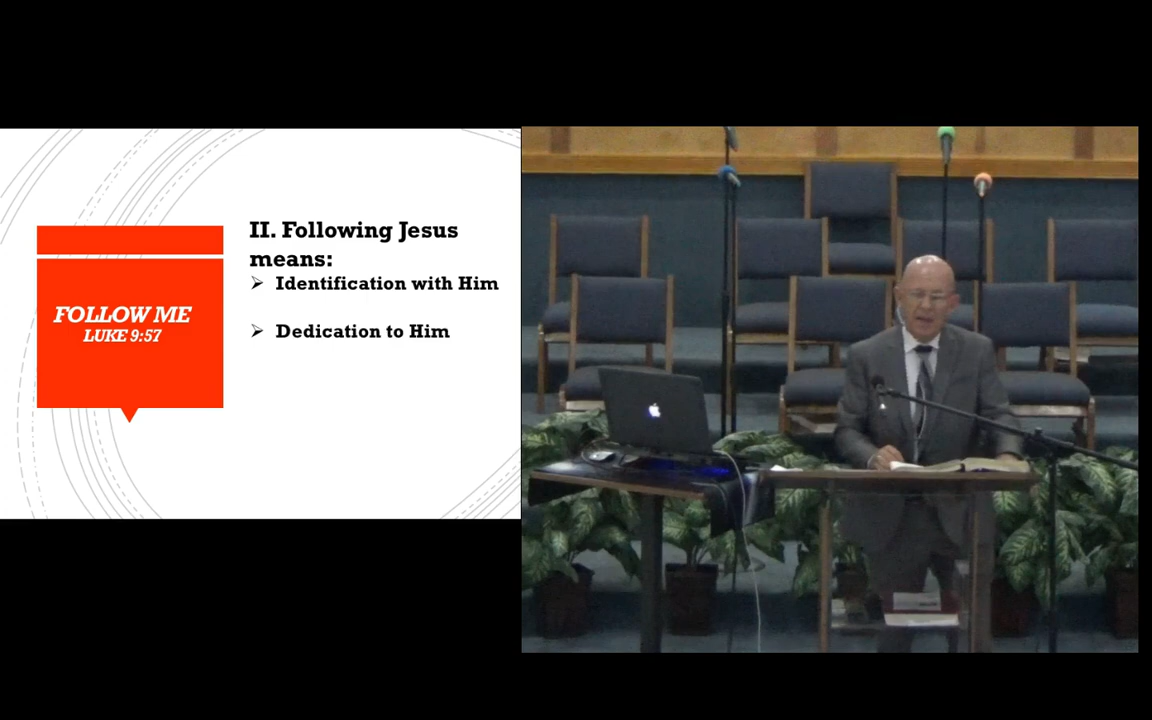 FOLLOW ME
LUKE 9:57
II. Following Jesus
means:
➢ Identification with Him
➢ Dedication to Him